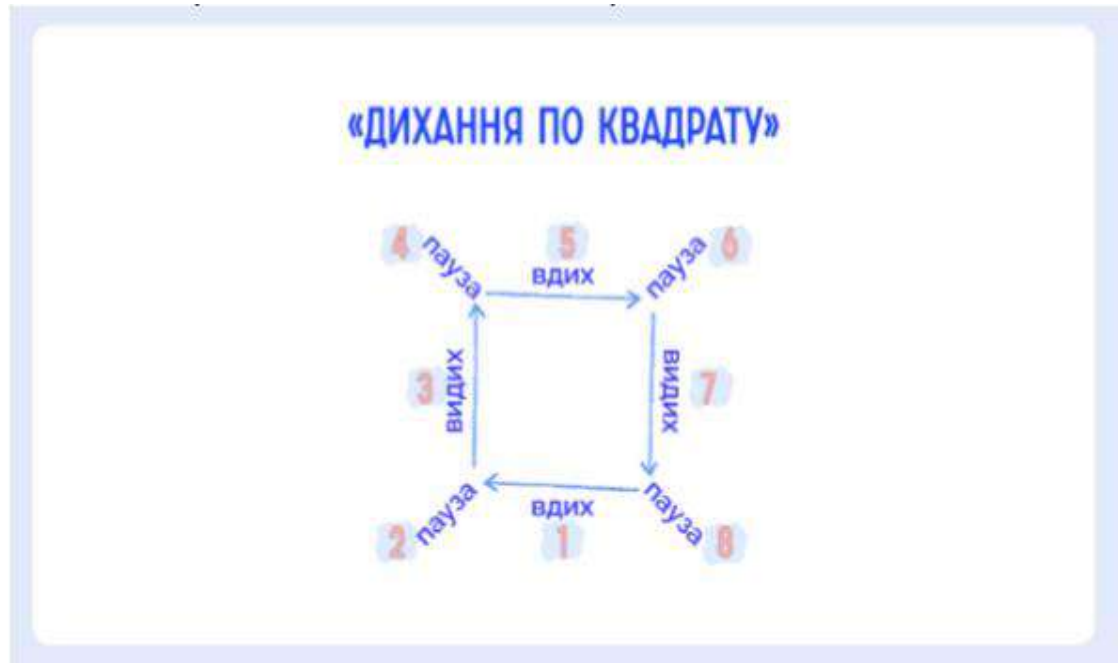 «ДИХАННЯ ПО КВАДРАТУ»
4 пауза
5
вдих
пауза 6
3 видих
видих 7
2 пауза
вдих
1
пауза 8